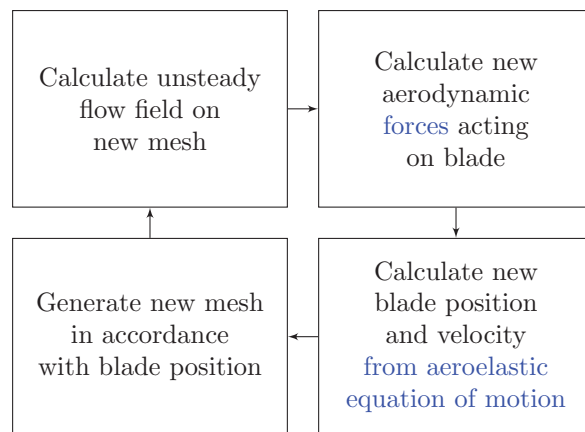 Calculate unsteady
flow field on
new mesh
Calculate new
aerodynamic
forces acting
on blade
Generate new mesh
in accordance
with blade position
Calculate new
blade position
and velocity
from aeroelastic
equation of motion